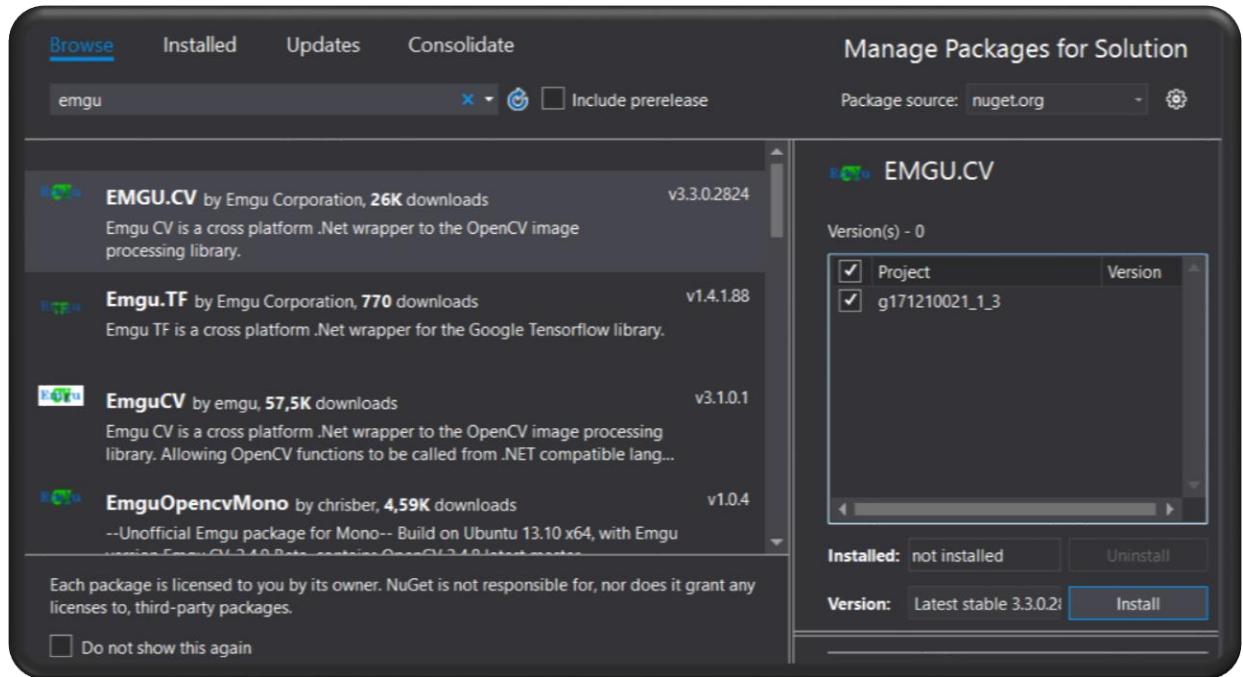 Browse Installed Updates Consolidate
Manage Packages for Solution
emgu
Include prerelease
Package source: nuget.org
EMGU.CV by Emgu Corporation, 26K downloads v3.3.0.2824
Emgu CV is a cross platform .Net wrapper to the OpenCV image
processing library.
Emgu.TF by Emgu Corporation, 770 downloads v1.4.1.88
Emgu TF is a cross platform .Net wrapper for the Google Tensorflow library.
EmguCV by emgu, 57,5K downloads v3.1.0.1
Emgu CV is a cross platform .Net wrapper to the OpenCV image processing
library. Allowing OpenCV functions to be called from .NET compatible lang...
EmguOpencvMono by chrisber, 4,59K downloads v1.0.4
--Unofficial Emgu package for Mono-- Build on Ubuntu 13.10 x64, with Emgu
Each package is licensed to you by its owner. NuGet is not responsible for, nor does it grant any
licenses to, third-party packages.
Do not show this again
EMGU.CV
Version(s) - 0
Project Version
g171210021_1_3
Installed: not installed Uninstall
Version: Latest stable 3.3.0.28 Install